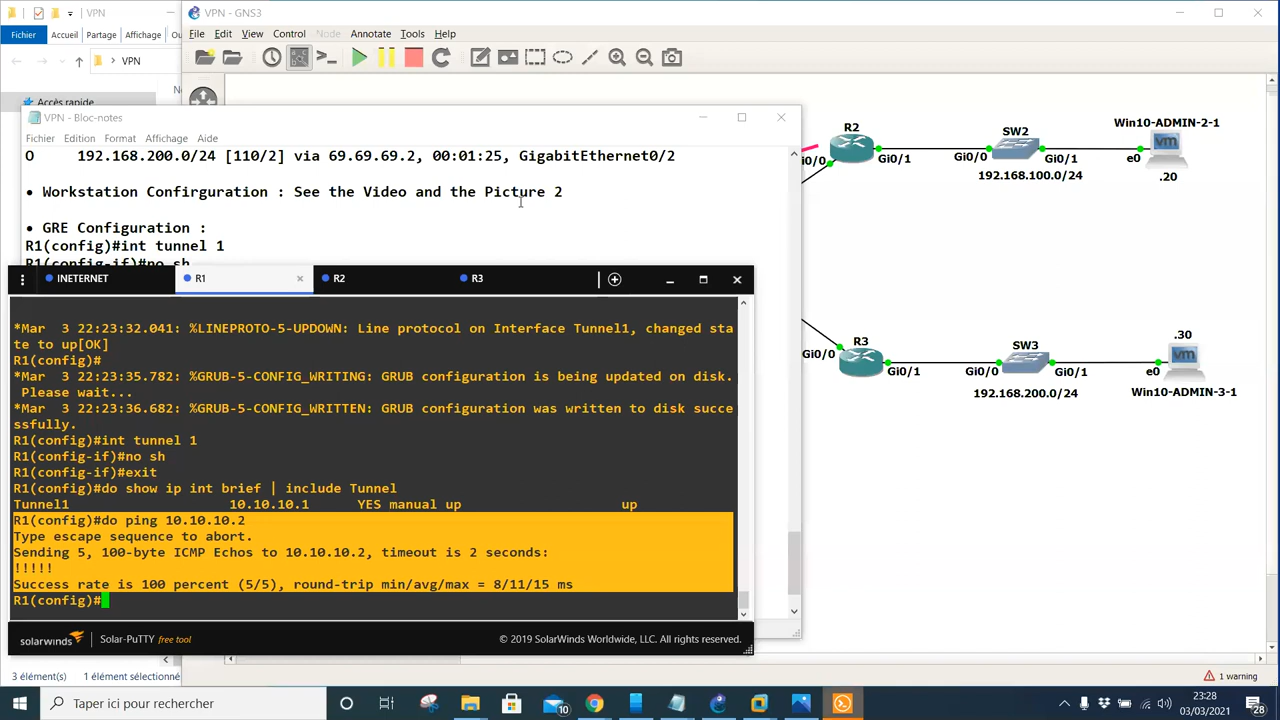 VPN
VPN - GNS3
Fichier
Accueil
Partage
Affichage
File
Edit
View
Control
Node
Annotate
Tools
Help
VPN
Accès rapide
VPN - Bloc-notes
Fichier
Edition
Format
Affichage
Aide
O 192.168.200.0/24 [110/2] via 69.69.69.2, 00:01:25, GigabitEthernet0/2
• Workstation Confirguration : See the Video and the Picture 2
• GRE Configuration :
R1(config)#int tunnel 1
R1(config-if)#no sh
INETERNET
R1
R2
R3
*Mar 3 22:23:32.041: %LINEPROTO-5-UPDOWN: Line protocol on Interface Tunnel1, changed sta
te to up[OK]
R1(config)#
*Mar 3 22:23:35.782: %GRUB-5-CONFIG_WRITING: GRUB configuration is being updated on disk.
Please wait...
*Mar 3 22:23:36.682: %GRUB-5-CONFIG_WRITTEN: GRUB configuration was written to disk succe
ssfully.
R1(config)#int tunnel 1
R1(config-if)#no sh
R1(config-if)#exit
R1(config)#do show ip int brief | include Tunnel
Tunnel1 10.10.10.1 YES manual up up
R1(config)#do ping 10.10.10.2
Type escape sequence to abort.
Sending 5, 100-byte ICMP Echos to 10.10.10.2, timeout is 2 seconds:
!!!!!
Success rate is 100 percent (5/5), round-trip min/avg/max = 8/11/15 ms
R1(config)#
solarwinds
Solar-PuTTY free tool
© 2019 SolarWinds Worldwide, LLC. All rights reserved.
R2
Gi0/0
Gi0/1
SW2
Gi0/0
Gi0/1
192.168.100.0/24
Win10-ADMIN-2-1
vm
e0
.20
R3
Gi0/0
Gi0/1
SW3
Gi0/0
Gi0/1
192.168.200.0/24
.30
vm
e0
Win10-ADMIN-3-1
3 élément(s)
1 élément sélectionné
1 warning
Taper ici pour rechercher
10
23:28
03/03/2021
28